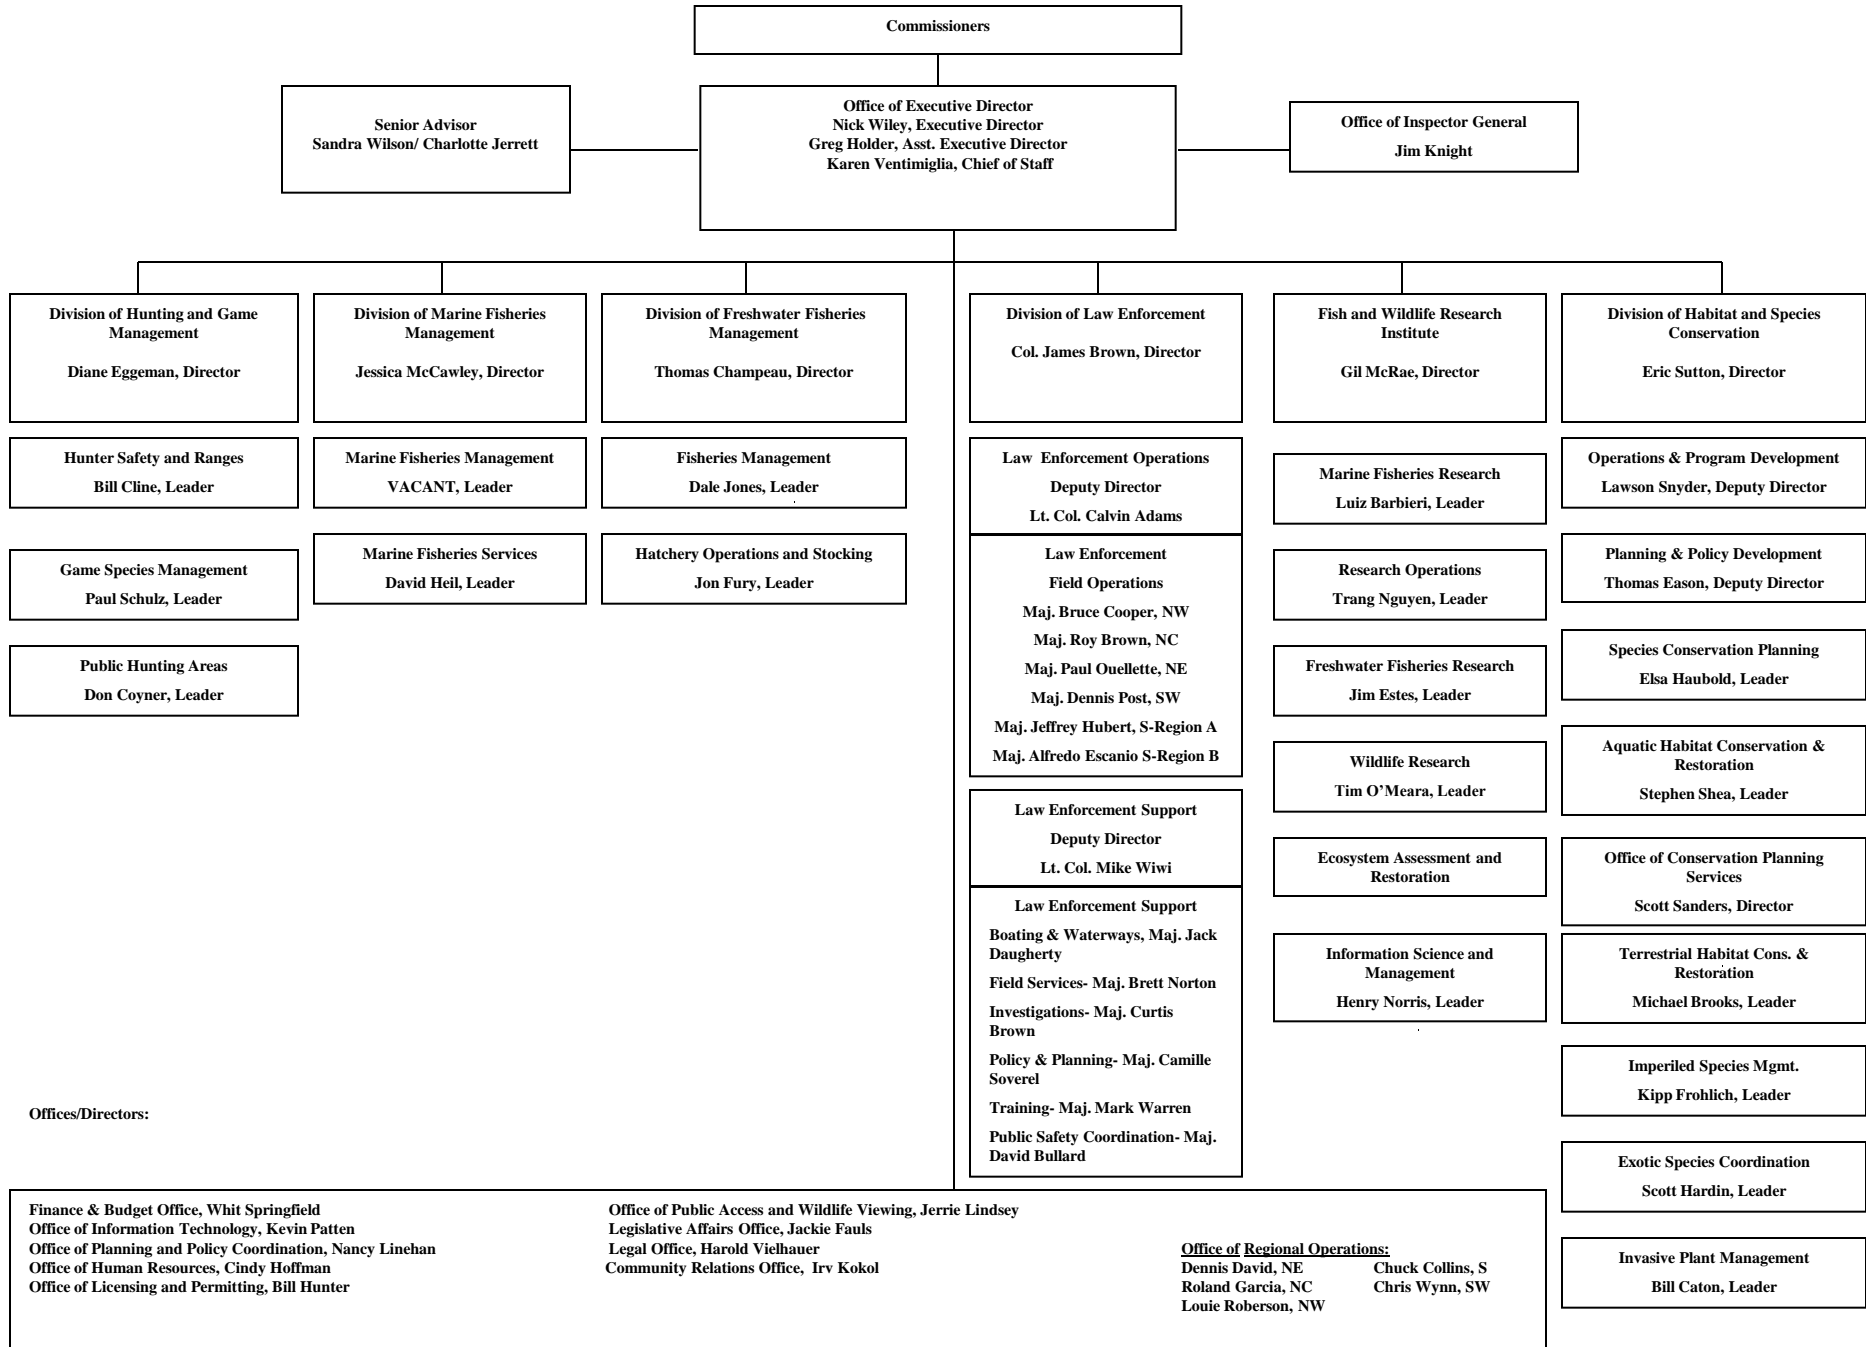 Commissioners
Senior Advisor
Sandra Wilson/ Charlotte Jerrett
Office of Executive Director
Nick Wiley, Executive Director
Greg Holder, Asst. Executive Director
Karen Ventimiglia, Chief of Staff
Office of Inspector General
Jim Knight
Division of Hunting and Game
Management
Diane Eggeman, Director
Hunter Safety and Ranges
Bill Cline, Leader
Game Species Management
Paul Schulz, Leader
Public Hunting Areas
Don Coyner, Leader
Division of Marine Fisheries
Management
Jessica McCawley, Director
Marine Fisheries Management
VACANT, Leader
Marine Fisheries Services
David Heil, Leader
Division of Freshwater Fisheries
Management
Thomas Champeau, Director
Fisheries Management
Dale Jones, Leader
Hatchery Operations and Stocking
Jon Fury, Leader
Division of Law Enforcement
Col. James Brown, Director
Law Enforcement Operations
Deputy Director
Lt. Col. Calvin Adams
Law Enforcement
Field Operations
Maj. Bruce Cooper, NW
Maj. Roy Brown, NC
Maj. Paul Ouellette, NE
Maj. Dennis Post, SW
Maj. Jeffrey Hubert, S-Region A
Maj. Alfredo Escanio S-Region B
Law Enforcement Support
Deputy Director
Lt. Col. Mike Wiwi
Law Enforcement Support
Boating & Waterways, Maj. Jack
Daugherty
Field Services- Maj. Brett Norton
Investigations- Maj. Curtis
Brown
Policy & Planning- Maj. Camille
Soverel
Training- Maj. Mark Warren
Public Safety Coordination- Maj.
David Bullard
Fish and Wildlife Research
Institute
Gil McRae, Director
Marine Fisheries Research
Luiz Barbieri, Leader
Research Operations
Trang Nguyen, Leader
Freshwater Fisheries Research
Jim Estes, Leader
Wildlife Research
Tim O’Meara, Leader
Ecosystem Assessment and
Restoration
Information Science and
Management
Henry Norris, Leader
Division of Habitat and Species
Conservation
Eric Sutton, Director
Operations & Program Development
Lawson Snyder, Deputy Director
Planning & Policy Development
Thomas Eason, Deputy Director
Species Conservation Planning
Elsa Haubold, Leader
Aquatic Habitat Conservation &
Restoration
Stephen Shea, Leader
Office of Conservation Planning
Services
Scott Sanders, Director
Terrestrial Habitat Cons. &
Restoration
Michael Brooks, Leader
Imperiled Species Mgmt.
Kipp Frohlich, Leader
Exotic Species Coordination
Scott Hardin, Leader
Invasive Plant Management
Bill Caton, Leader
Offices/Directors:
Finance & Budget Office, Whit Springfield
Office of Information Technology, Kevin Patten
Office of Planning and Policy Coordination, Nancy Linehan
Office of Human Resources, Cindy Hoffman
Office of Licensing and Permitting, Bill Hunter
Office of Public Access and Wildlife Viewing, Jerrie Lindsey
Legislative Affairs Office, Jackie Fauls
Legal Office, Harold Vielhauer
Community Relations Office, Irv Kokol
Office of Regional Operations:
Dennis David, NE Chuck Collins, S
Roland Garcia, NC Chris Wynn, SW
Louie Roberson, NW